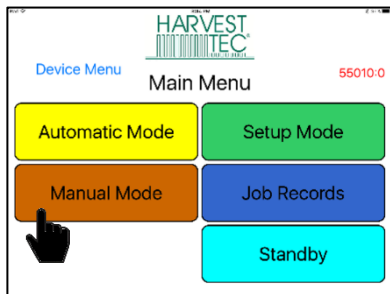 HARVEST
TEC
Device Menu
Main Menu
55010:0
Automatic Mode
Setup Mode
Manual Mode
Job Records
Standby